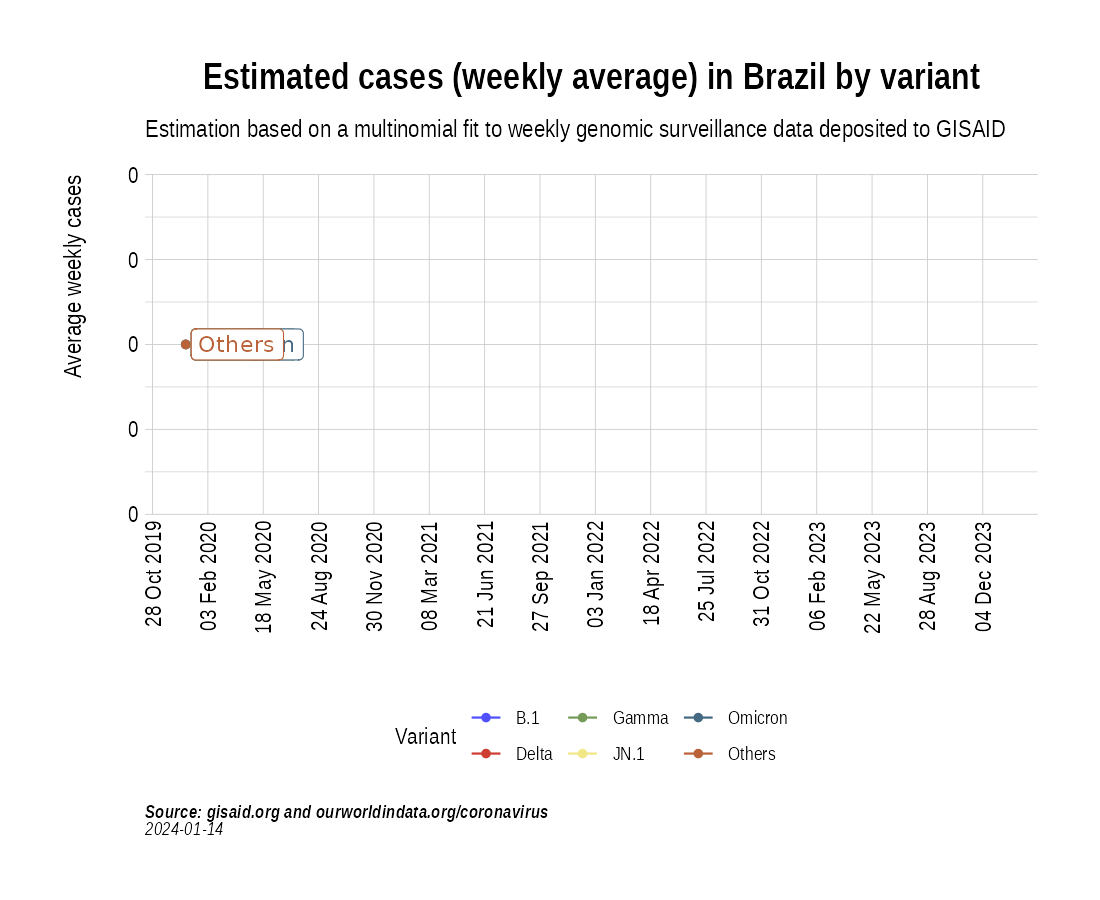 Estimated cases (weekly average) in Brazil by variant
Estimation based on a multinomial fit to weekly genomic surveillance data deposited to GISAID
Average weekly cases
0
0
0
0
0
Others
n
28 Oct 2019
03 Feb 2020
18 May 2020
24 Aug 2020
30 Nov 2020
08 Mar 2021
21 Jun 2021
27 Sep 2021
03 Jan 2022
18 Apr 2022
25 Jul 2022
31 Oct 2022
06 Feb 2023
22 May 2023
28 Aug 2023
04 Dec 2023
Variant
B.1
Gamma
Omicron
Delta
JN.1
Others
Source: gisaid.org and ourworldindata.org/coronavirus
2024-01-14